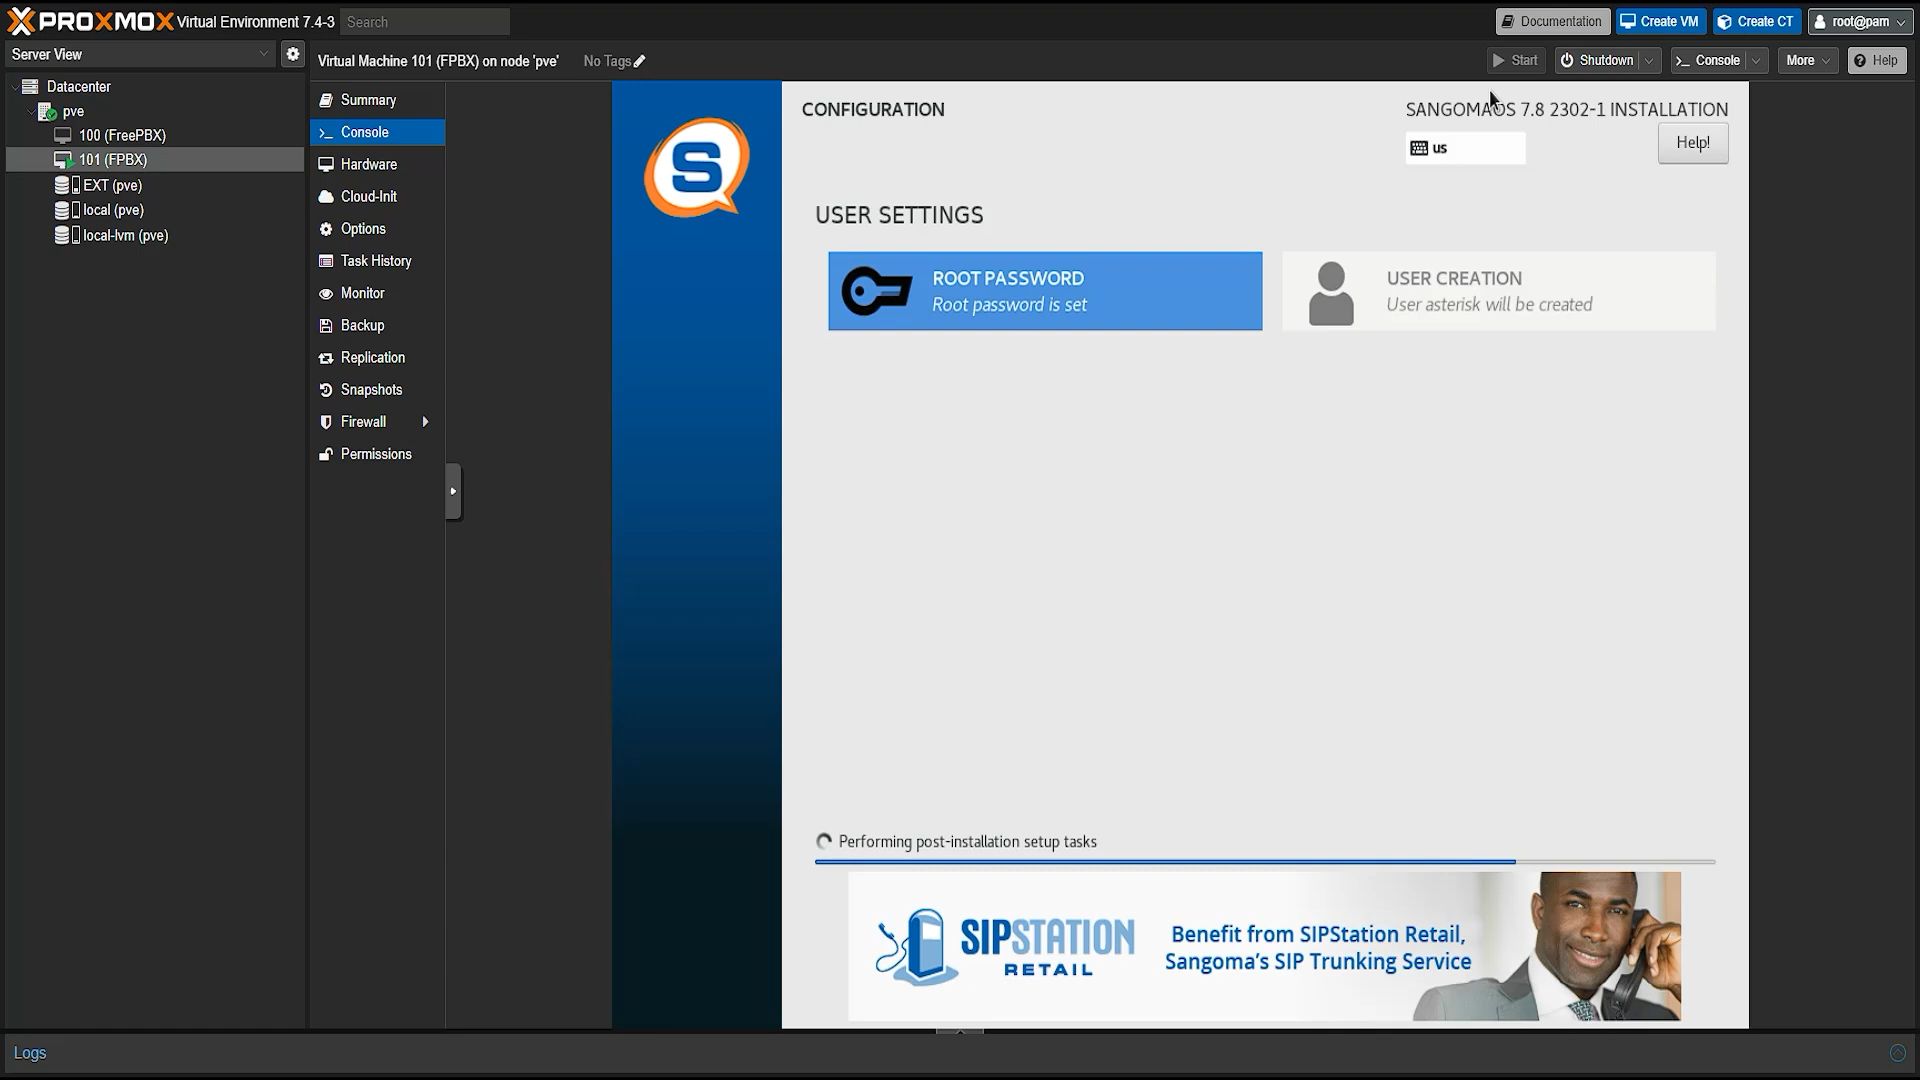 PROXMOX Virtual Environment 7.4-3 Search
Documentation Create VM Create CT root@pam
Server View
Virtual Machine 101 (FPBX) on node 'pve' No Tags
Start Shutdown Console More Help
Datacenter
pve
100 (FreePBX)
101 (FPBX)
EXT (pve)
local (pve)
local-lvm (pve)
Summary
Console
Hardware
Cloud-Init
Options
Task History
Monitor
Backup
Replication
Snapshots
Firewall
Permissions
S
CONFIGURATION
SANGOMAOS 7.8 2302-1 INSTALLATION
us
Help!
USER SETTINGS
ROOT PASSWORD
Root password is set
USER CREATION
User asterisk will be created
Performing post-installation setup tasks
SIPSTATION
RETAIL
Benefit from SIPStation Retail,
Sangoma's SIP Trunking Service
Logs